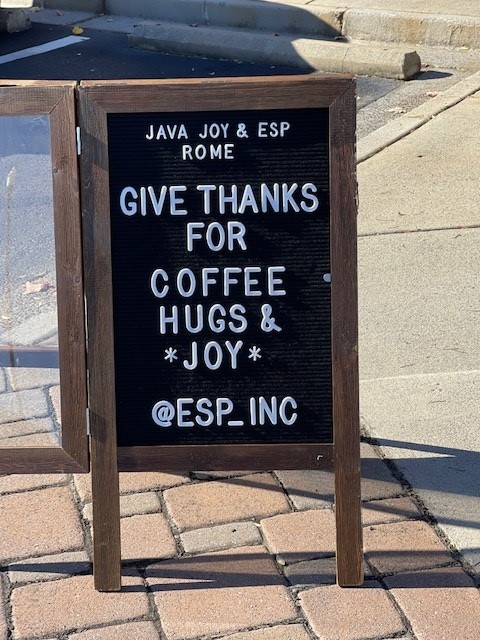 JAVA JOY & ESP
ROME
GIVE THANKS
FOR
COFFEE
HUGS &
*JOY*
@ESP_INC